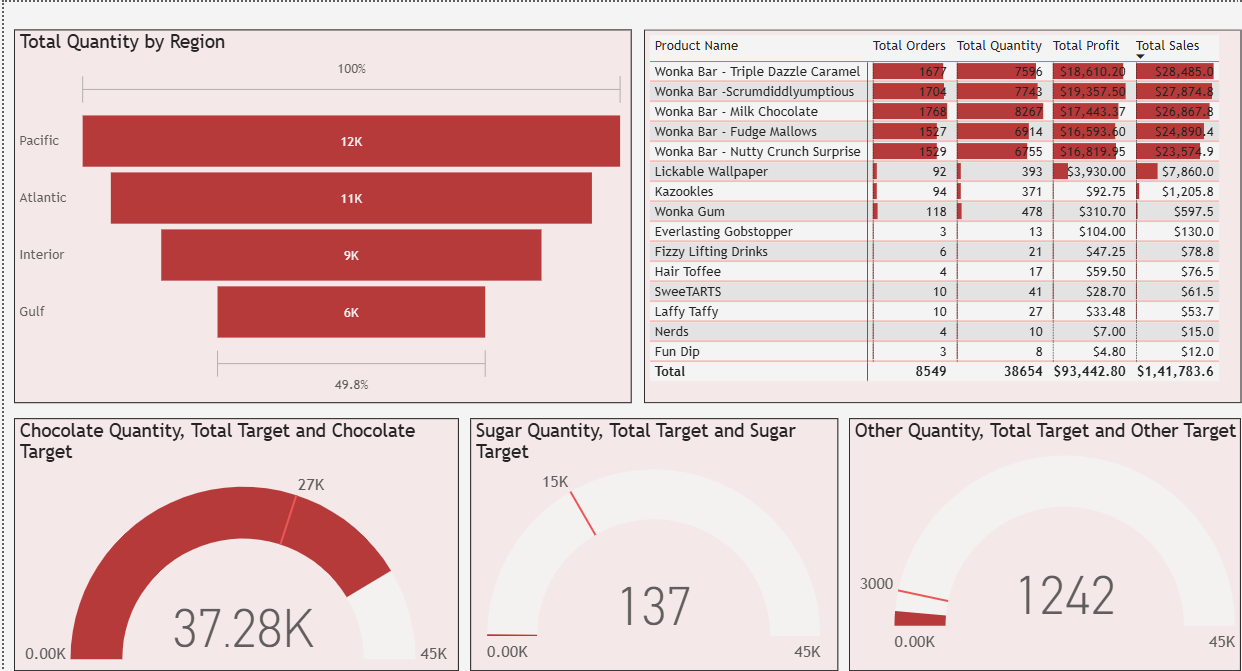 Total Quantity by Region
100%
Pacific 12K
Atlantic 11K
Interior 9K
Gulf 6K
49.8%
Product Name Total Orders Total Quantity Total Profit Total Sales
Wonka Bar - Triple Dazzle Caramel 1677 7596 $18,610.20 $28,485.0
Wonka Bar -Scrumdiddlyumptious 1704 7743 $19,357.50 $27,874.8
Wonka Bar - Milk Chocolate 1768 8267 $17,443.37 $26,867.8
Wonka Bar - Fudge Mallows 1527 6914 $16,593.60 $24,890.4
Wonka Bar - Nutty Crunch Surprise 1529 6755 $16,819.95 $23,574.9
Lickable Wallpaper 92 393 $3,930.00 $7,860.0
Kazookles 94 371 $92.75 $1,205.8
Wonka Gum 118 478 $310.70 $597.5
Everlasting Gobstopper 3 13 $104.00 $130.0
Fizzy Lifting Drinks 6 21 $47.25 $78.8
Hair Toffee 4 17 $59.50 $76.5
SweeTARTS 10 41 $28.70 $61.5
Laffy Taffy 10 27 $33.48 $53.7
Nerds 4 10 $7.00 $15.0
Fun Dip 3 8 $4.80 $12.0
Total 8549 38654 $93,442.80 $1,41,783.6
Chocolate Quantity, Total Target and Chocolate
Target
27K
37.28K
0.00K 45K
Sugar Quantity, Total Target and Sugar
Target
15K
137
0.00K 45K
Other Quantity, Total Target and Other Target
3000
1242
0.00K 45K